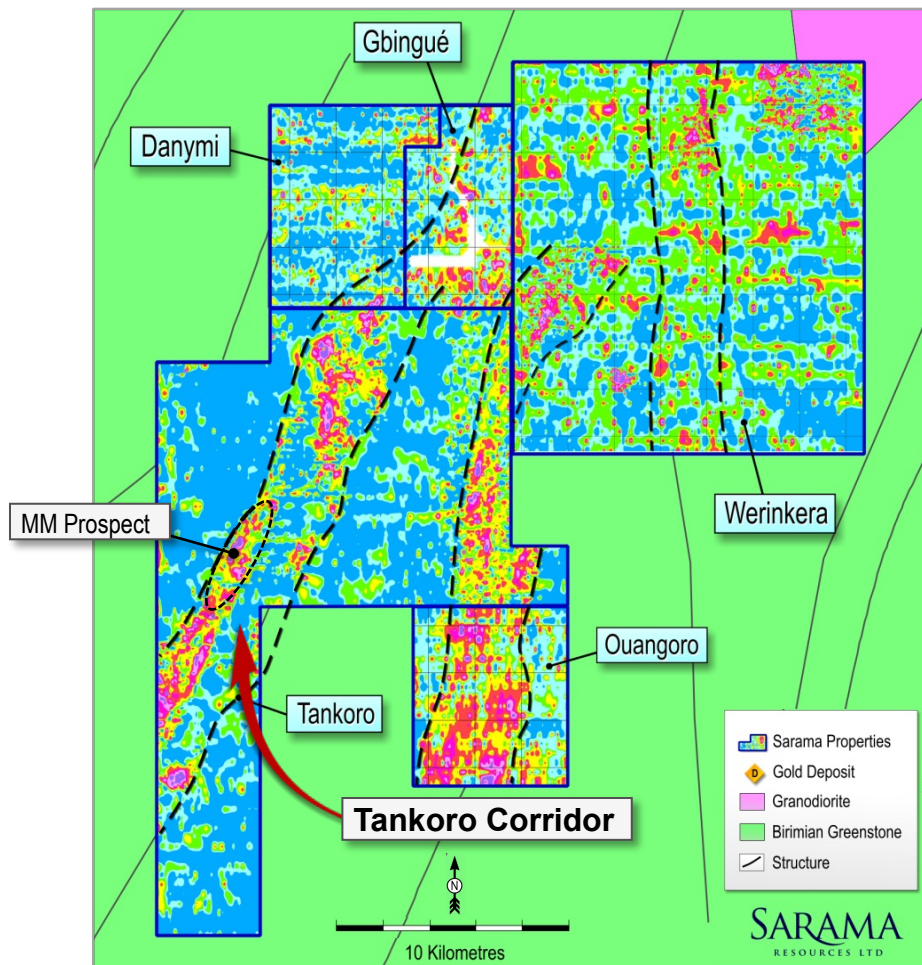 Gbingué
Danymi
MM Prospect
Werinkera
Ouangoro
Tankoro
Tankoro Corridor
N
10 Kilometres
Sarama Properties
D
Gold Deposit
Granodiorite
Birimian Greenstone
Structure
SARAMA
RESOURCES LTD